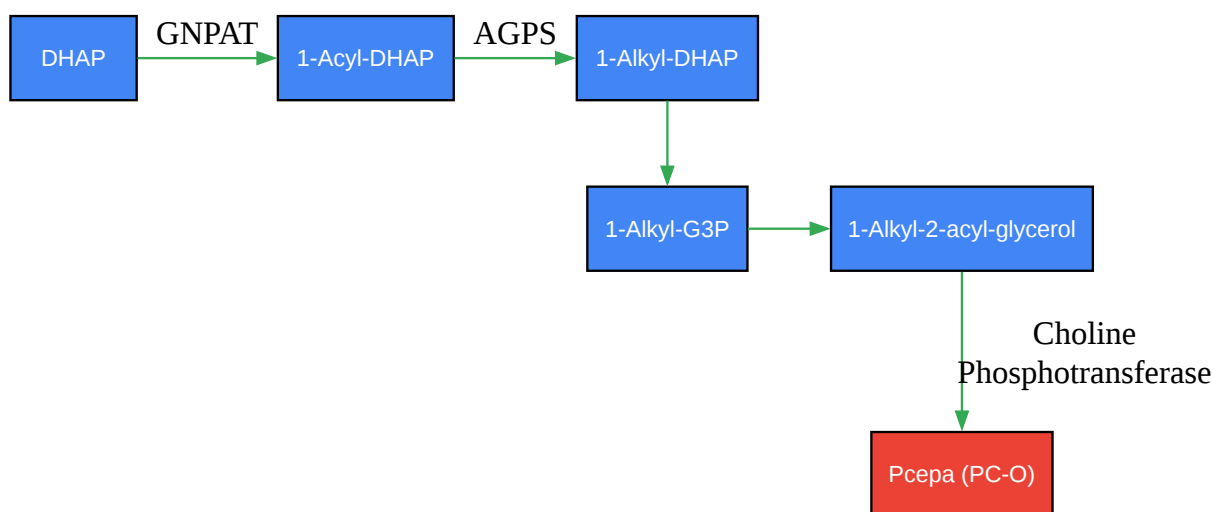 DHAP
GNPAT
1-Acyl-DHAP
AGPS
1-Alkyl-DHAP
1-Alkyl-G3P
1-Alkyl-2-acyl-glycerol
Choline
Phosphotransferase
Pcepa (PC-O)